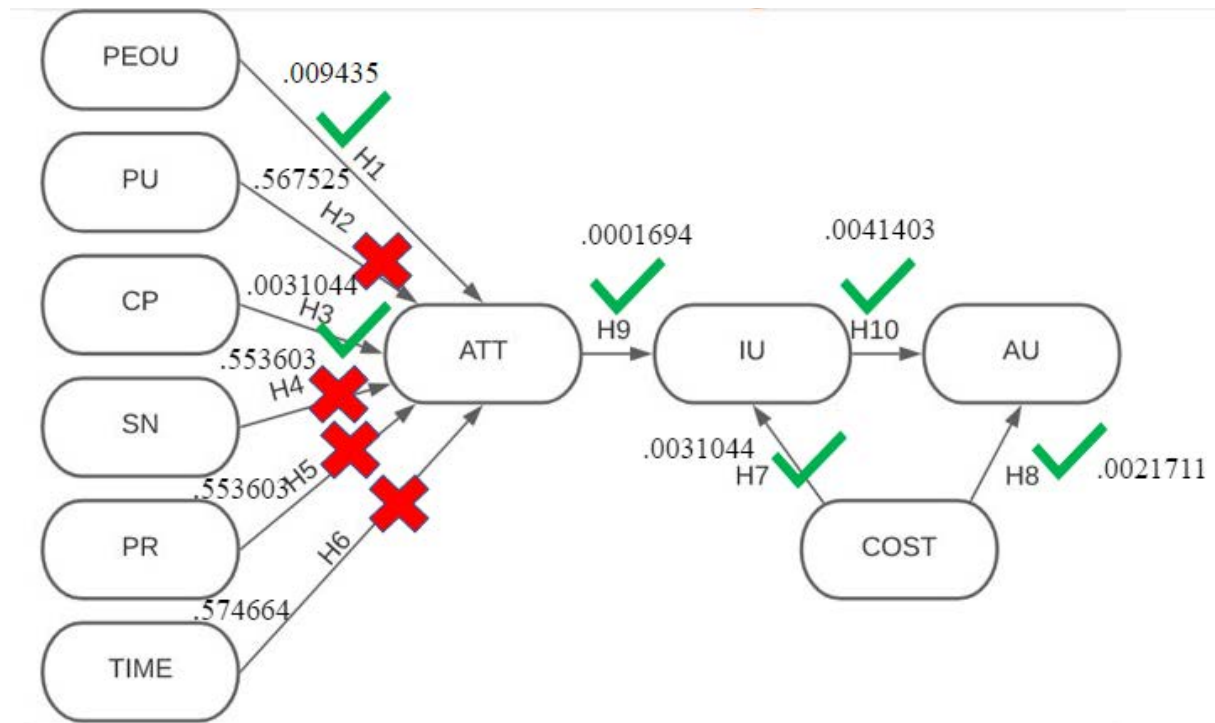 PEOU
.009435
H1
PU
.567525
H2
CP
.0031044
H3
SN
.553603
H4
PR
.553603
H5
TIME
.574664
H6
ATT
.0001694
H9
IU
.0041403
H10
AU
.0031044
H7
H8
.0021711
COST